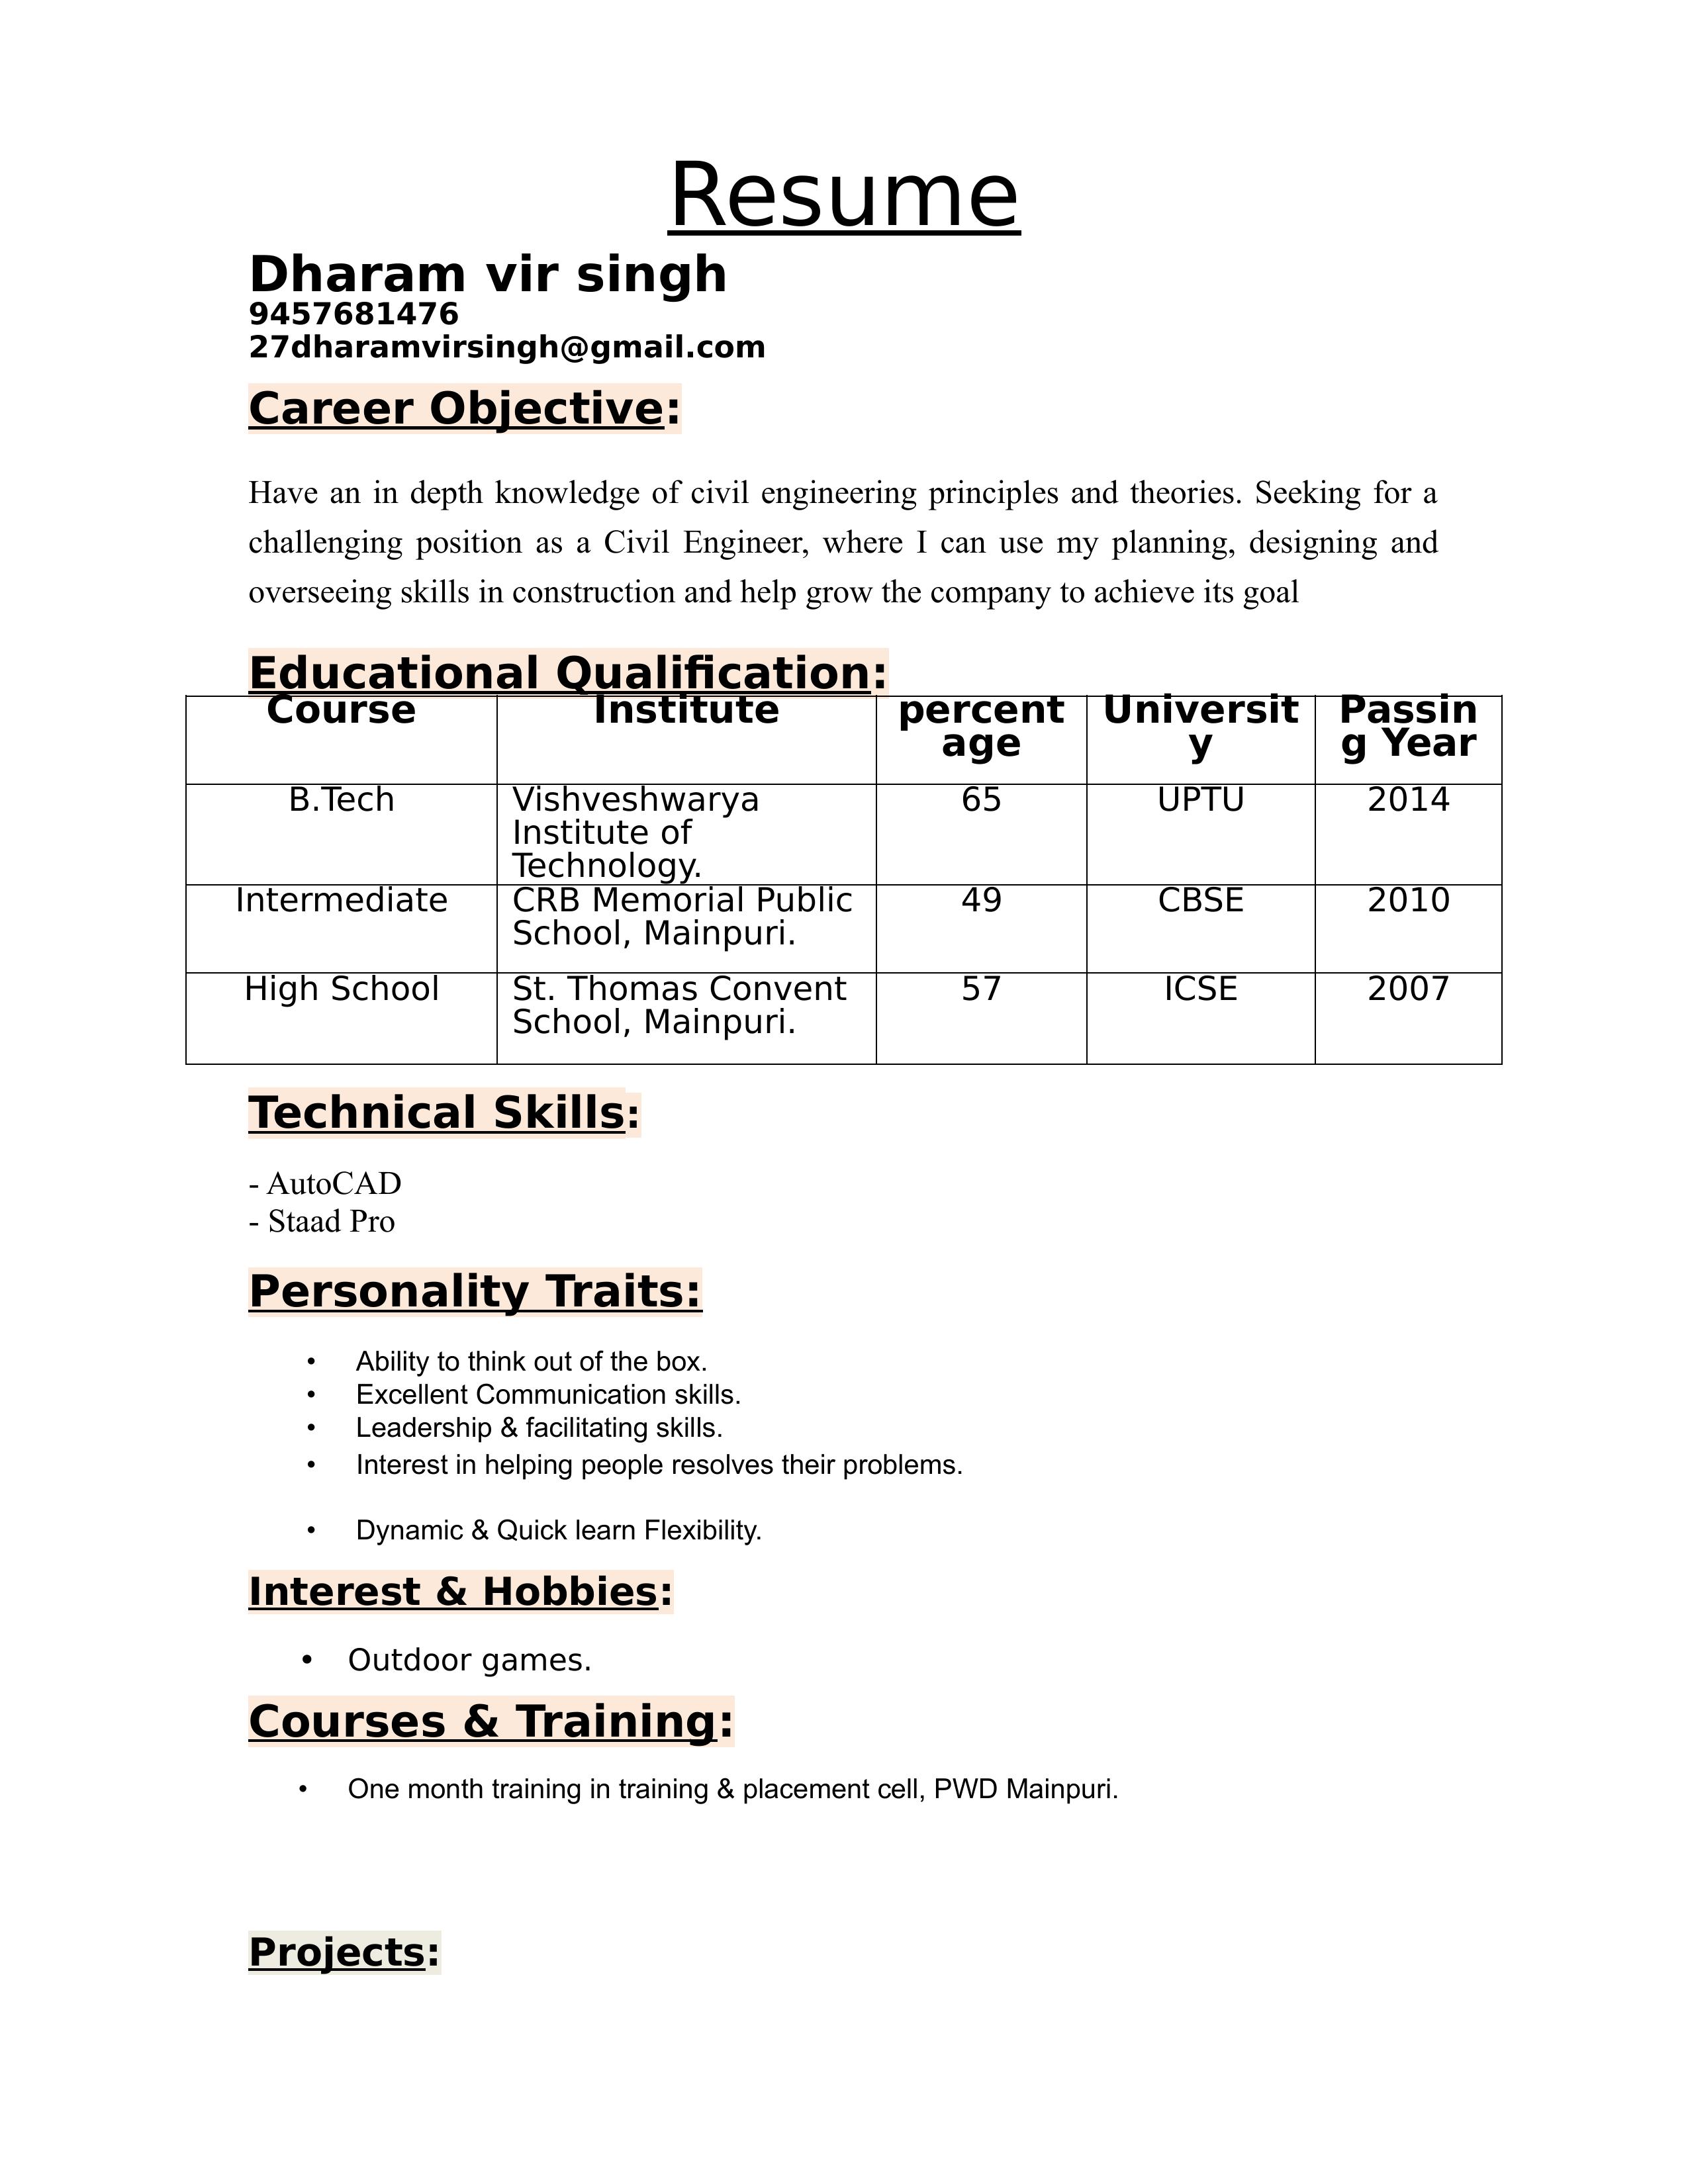 Resume
Dharam vir singh
9457681476
27dharamvirsingh@gmail.com
Career Objective:
Have an in depth knowledge of civil engineering principles and theories. Seeking for a
challenging position as a Civil Engineer, where I can use my planning, designing and
overseeing skills in construction and help grow the company to achieve its goal
Educational Qualification:
Course Institute percent Universit Passin
age y g Year
B.Tech Vishveshwarya 65 UPTU 2014
Institute of
Technology.
Intermediate CRB Memorial Public 49 CBSE 2010
School, Mainpuri.
High School St. Thomas Convent 57 ICSE 2007
School, Mainpuri.
Technical Skills:
- AutoCAD
- Staad Pro
Personality Traits:
• Ability to think out of the box.
• Excellent Communication skills.
• Leadership & facilitating skills.
• Interest in helping people resolves their problems.
• Dynamic & Quick learn Flexibility.
Interest & Hobbies:
• Outdoor games.
Courses & Training:
• One month training in training & placement cell, PWD Mainpuri.
Projects: